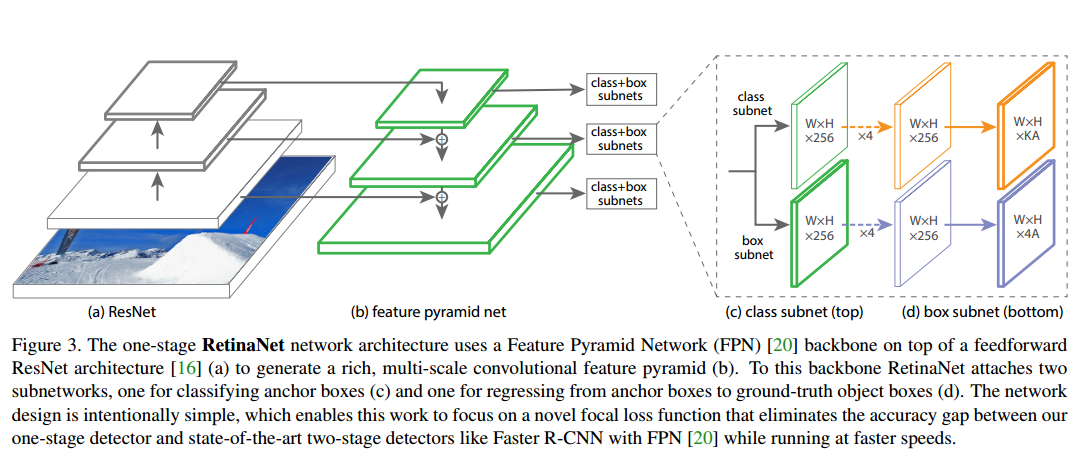 class+box
subnets
class+box
subnets
class+box
subnets
class
subnet
W×H
×256
×4
W×H
×256
W×H
×KA
box
subnet
W×H
×256
×4
W×H
×256
W×H
×4A
(a) ResNet
(b) feature pyramid net
(c) class subnet (top)
(d) box subnet (bottom)
Figure 3. The one-stage RetinaNet network architecture uses a Feature Pyramid Network (FPN) [20] backbone on top of a feedforward
ResNet architecture [16] (a) to generate a rich, multi-scale convolutional feature pyramid (b). To this backbone RetinaNet attaches two
subnetworks, one for classifying anchor boxes (c) and one for regressing from anchor boxes to ground-truth object boxes (d). The network
design is intentionally simple, which enables this work to focus on a novel focal loss function that eliminates the accuracy gap between our
one-stage detector and state-of-the-art two-stage detectors like Faster R-CNN with FPN [20] while running at faster speeds.